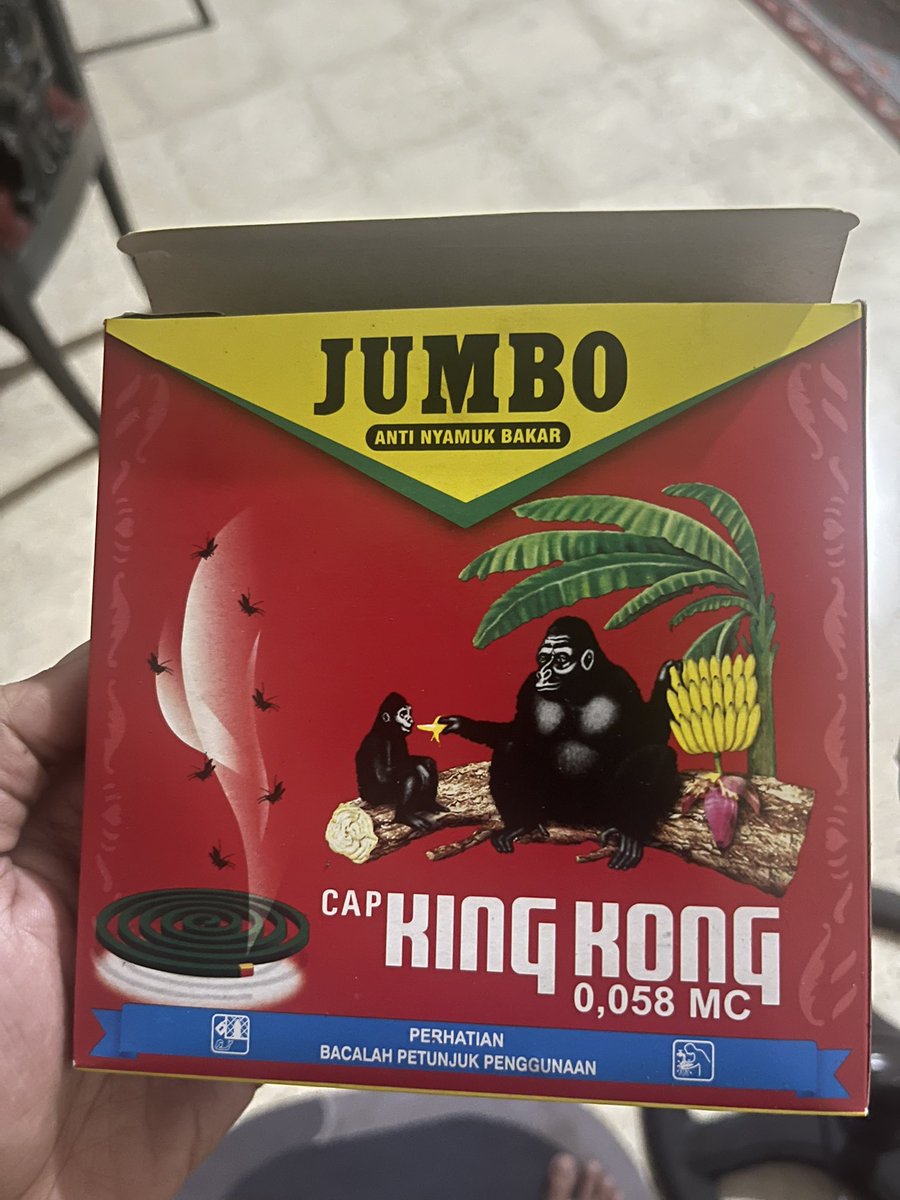 JUMBO
ANTI NYAMUK BAKAR
CAP KING KONG
0,058 MC
PERHATIAN
BACALAH PETUNJUK PENGGUNAAN